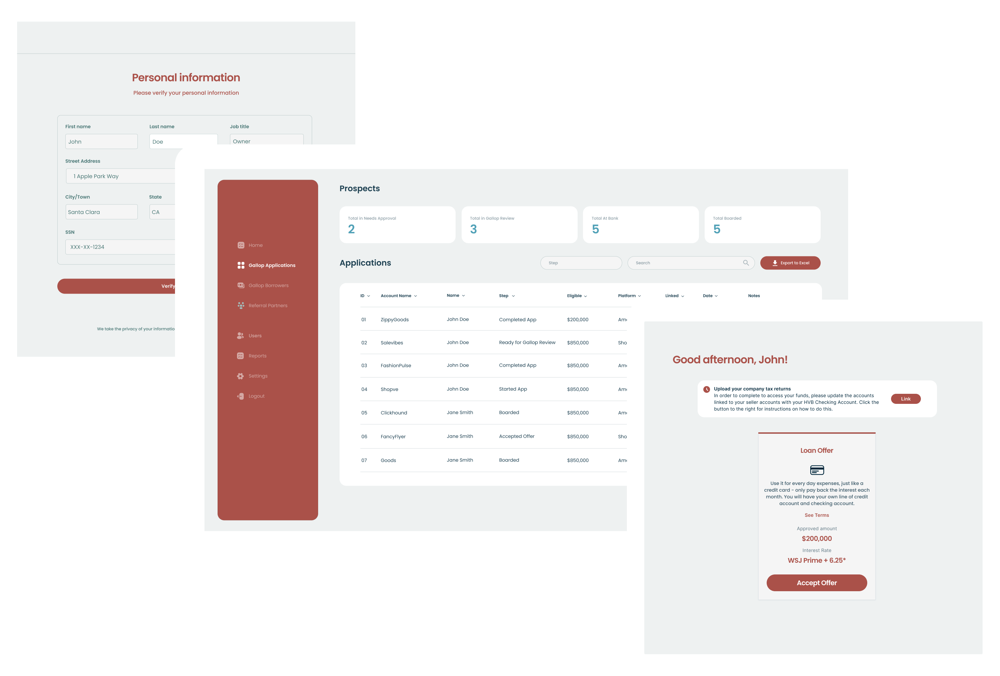 Personal information
Please verify your personal information
First name Last name Job title
John Doe Owner
Street Address
1 Apple Park Way
City/Town State
Santa Clara CA
SSN
XXX-XX-1234
Verify
We take the privacy of your
Home
Gallop Applications
Gallop Borrowers
Referral Partners
Users
Reports
Settings
Logout
Prospects
Total in Needs Approval Total in Gallop Review Total At Bank Total Boarded
2 3 5 5
Applications Step Search Export to Excel
ID Account Name Name Step Eligible Platform Linked Date Notes
01 ZippyGoods John Doe Completed App $200,000
02 Salevibes John Doe Ready for Gallop Review $850,000
03 FashionPulse John Doe Completed App $850,000
04 Shopve John Doe Started App $850,000
05 Clickhound Jane Smith Boarded $850,000
06 FancyFlyer Jane Smith Accepted Offer $850,000
07 Goods Jane Smith Boarded $850,000
Good afternoon, John!
Upload your company tax returns
In order to complete to access your funds, please update the accounts
linked to your seller accounts with your HVB Checking Account. Click the
button to the right for instructions on how to do this.
Link
Loan Offer
Use it for every day expenses, just like a
credit card - only pay back the interest each
month. You will have your own line of credit
account and checking account.
See Terms
Approved amount
$200,000
Interest Rate
WSJ Prime + 6.25*
Accept Offer